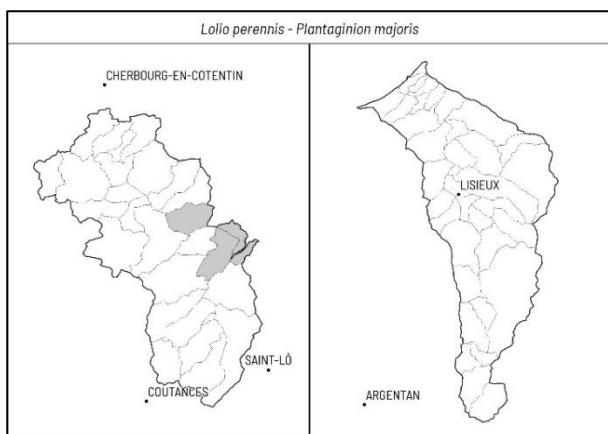 Lolio perennis - Plantaginion majoris
CHERBOURG-EN-COTENTIN
LISIEUX
SAINT-LÔ
COUTANCES
ARGENTAN